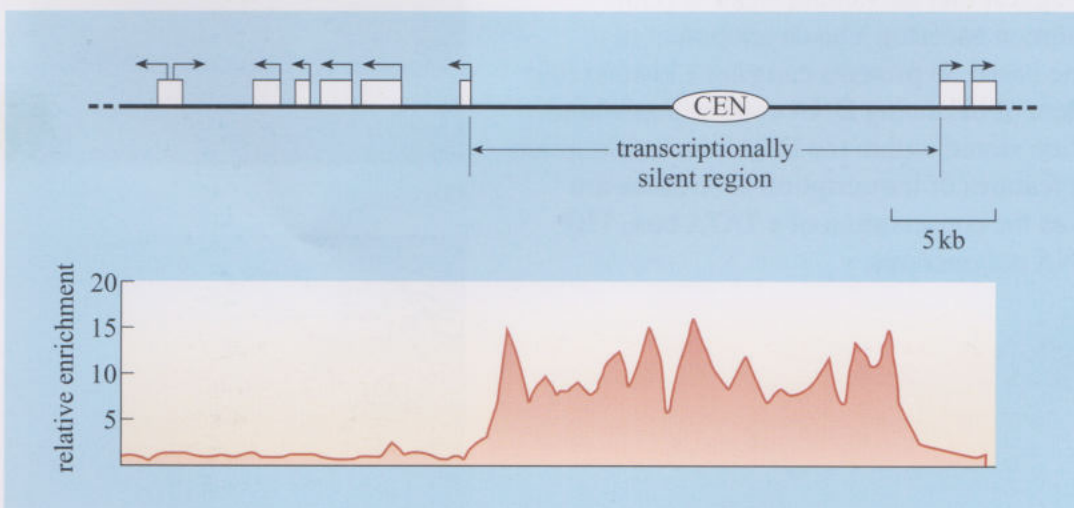 CEN
transcriptionally
silent region
5 kb
relative enrichment
20
15
10
5